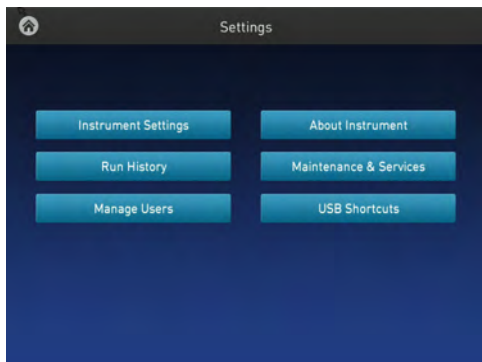 Settings
Instrument Settings
About Instrument
Run History
Maintenance & Services
Manage Users
USB Shortcuts